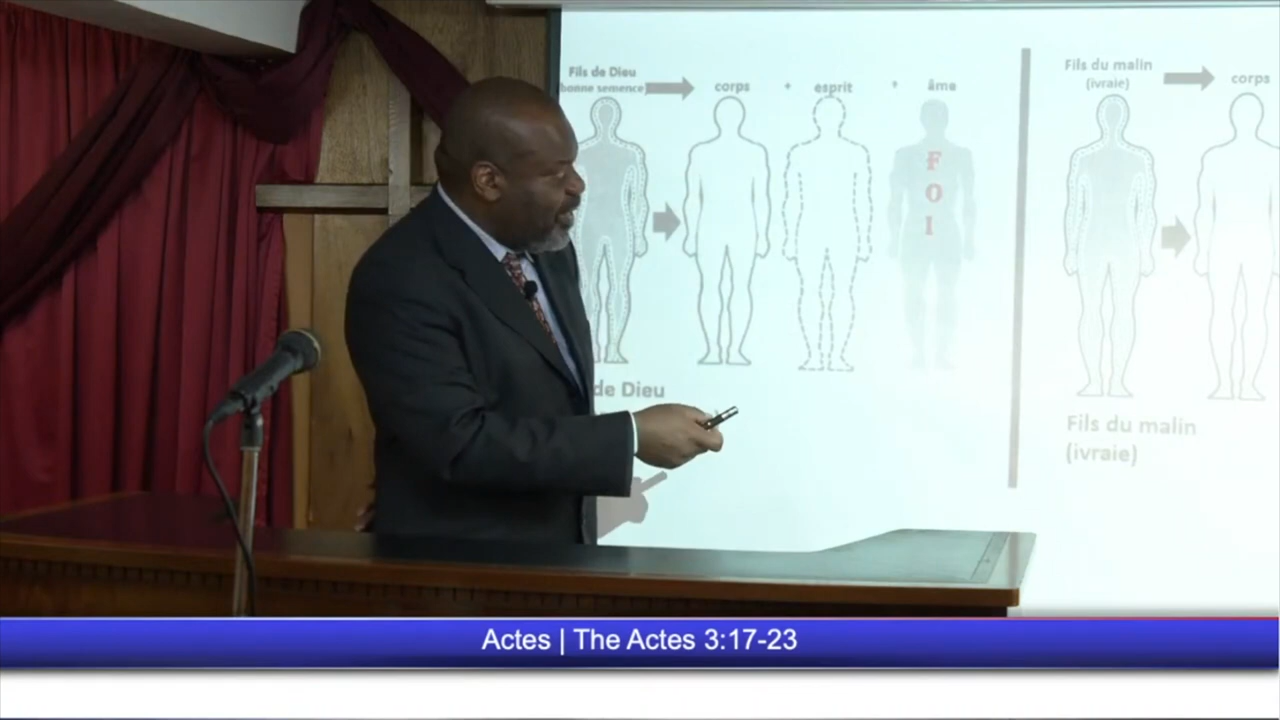 Fils de Dieu
bonne semence)
corps
+
esprit
+
âme
F
O
I
de Dieu
Fils du malin
(ivraie)
corps
Fils du malin
(ivraie)
Actes | The Actes 3:17-23